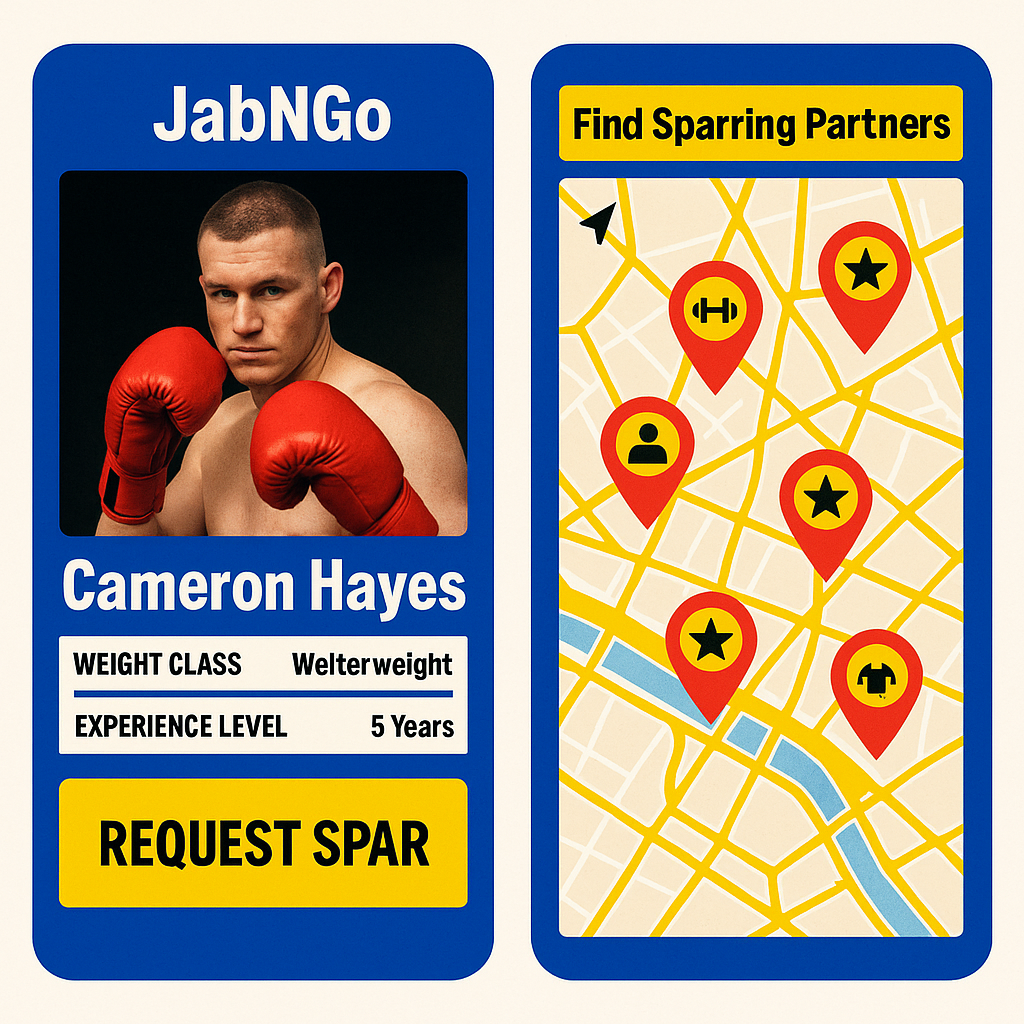 JabNGo
Cameron Hayes
WEIGHT CLASS Welterweight
EXPERIENCE LEVEL 5 Years
REQUEST SPAR
Find Sparring Partners